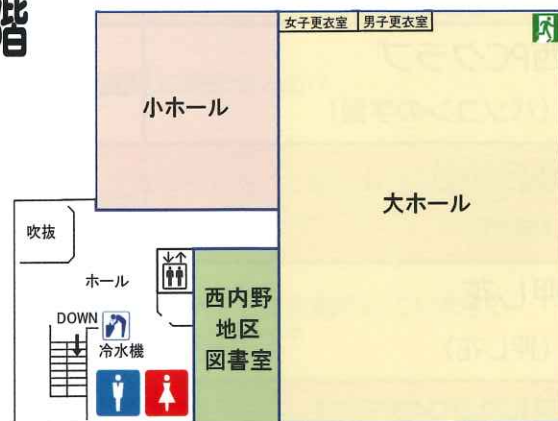 階
女子更衣室 男子更衣室
小ホール
大ホール
吹抜
ホール
西内野
地区
図書室
DOWN
冷水機